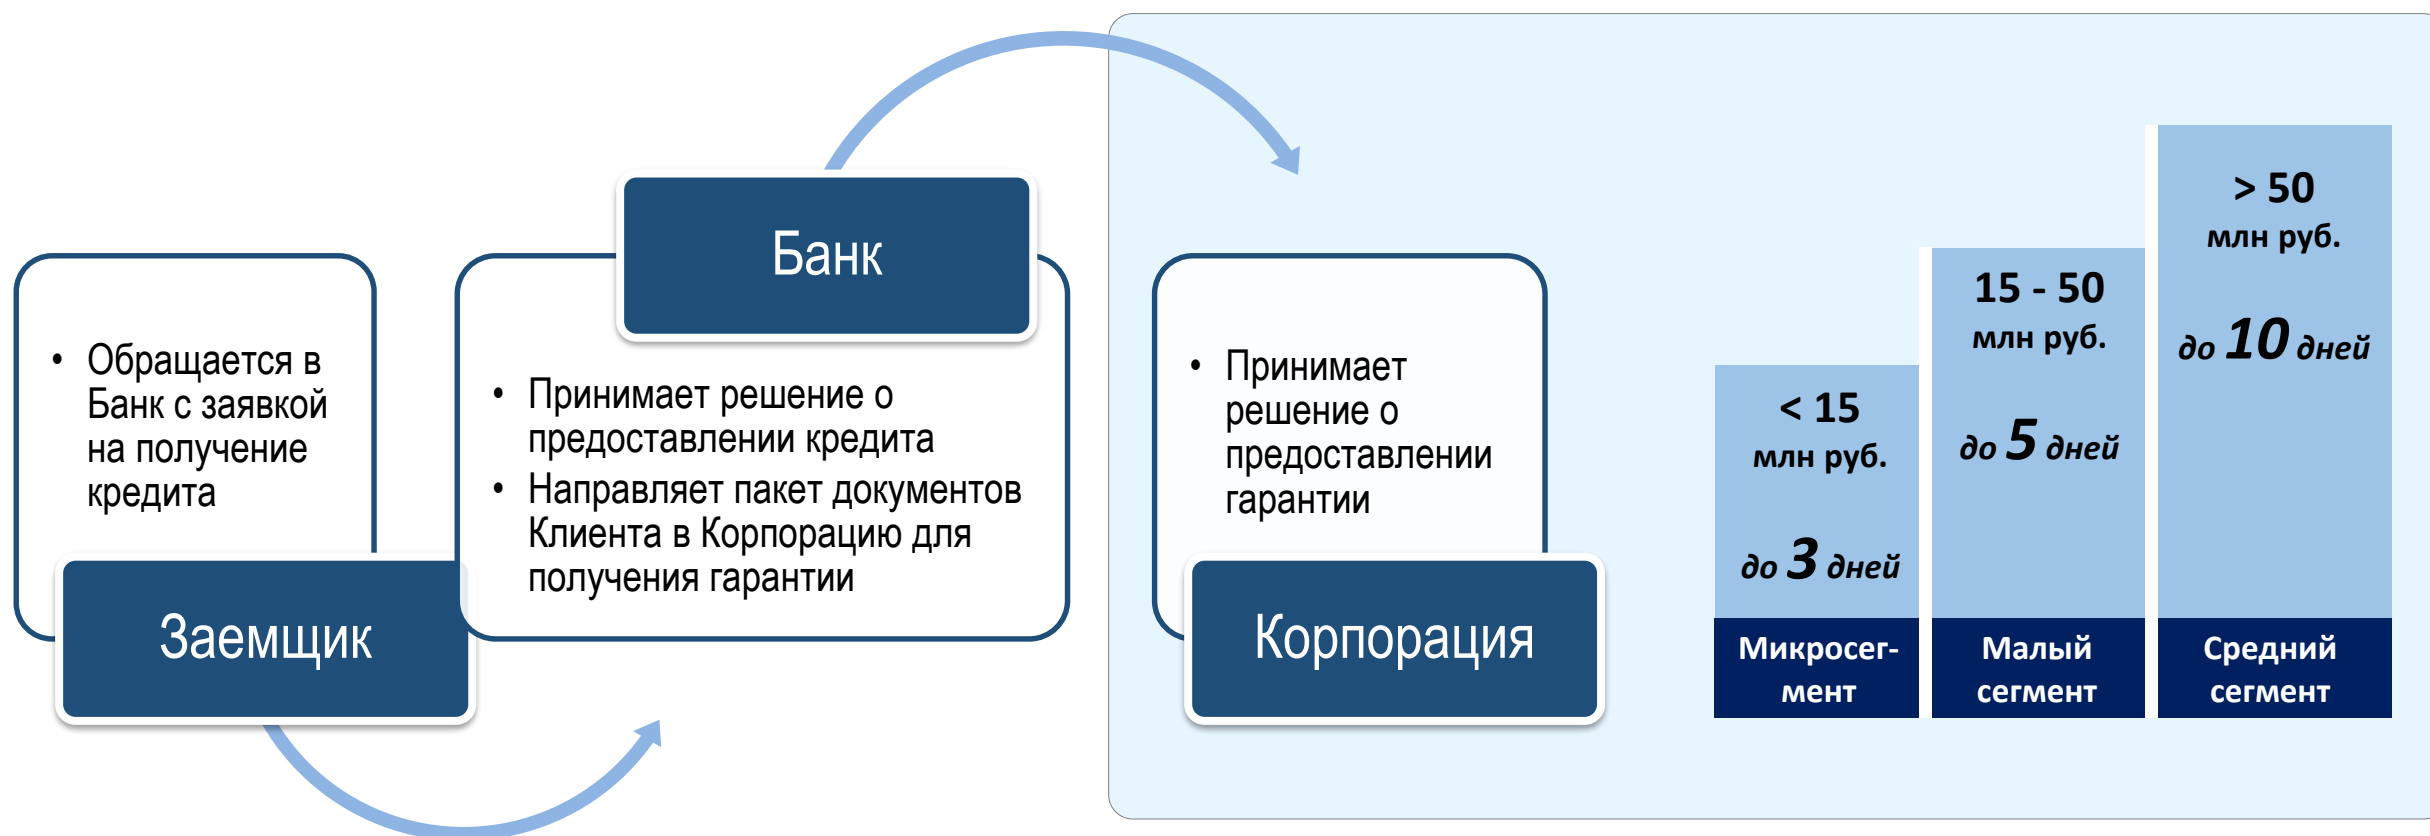 • Обращается в
Банк с заявкой
на получение
кредита
Заемщик
Банк
• Принимает решение о
предоставлении кредита
• Направляет пакет документов
Клиента в Корпорацию для
получения гарантии
• Принимает
решение о
предоставлении
гарантии
Корпорация
< 15
млн руб.
до 3 дней
Микросег-
мент
15 - 50
млн руб.
до 5 дней
Малый
сегмент
> 50
млн руб.
до 10 дней
Средний
сегмент